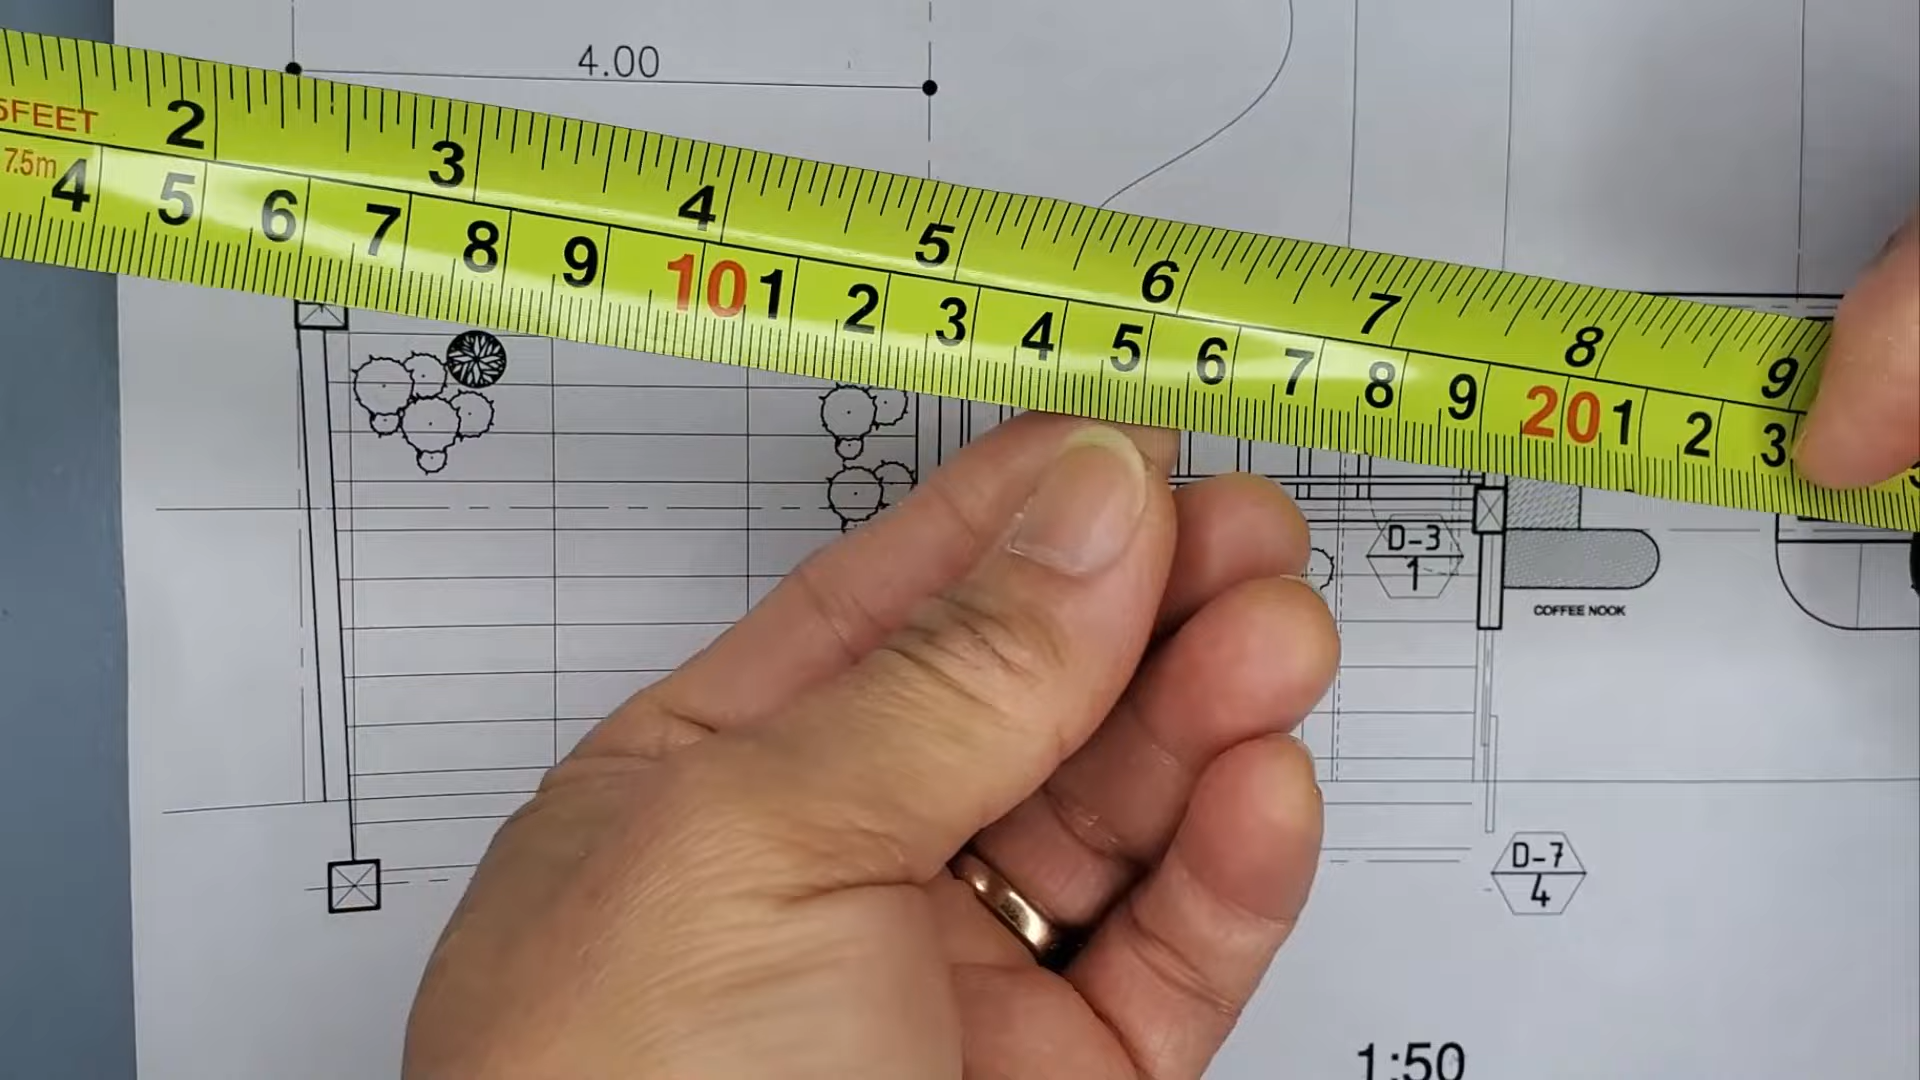 4.00
5FEET 2 3 4 5 6 7 8 9
7.5m 4 5 6 7 8 9 10 1 2 3 4 5 6 7 8 9 20 1 2 3
D-3
1
COFFEE NOOK
D-7
4
1:50